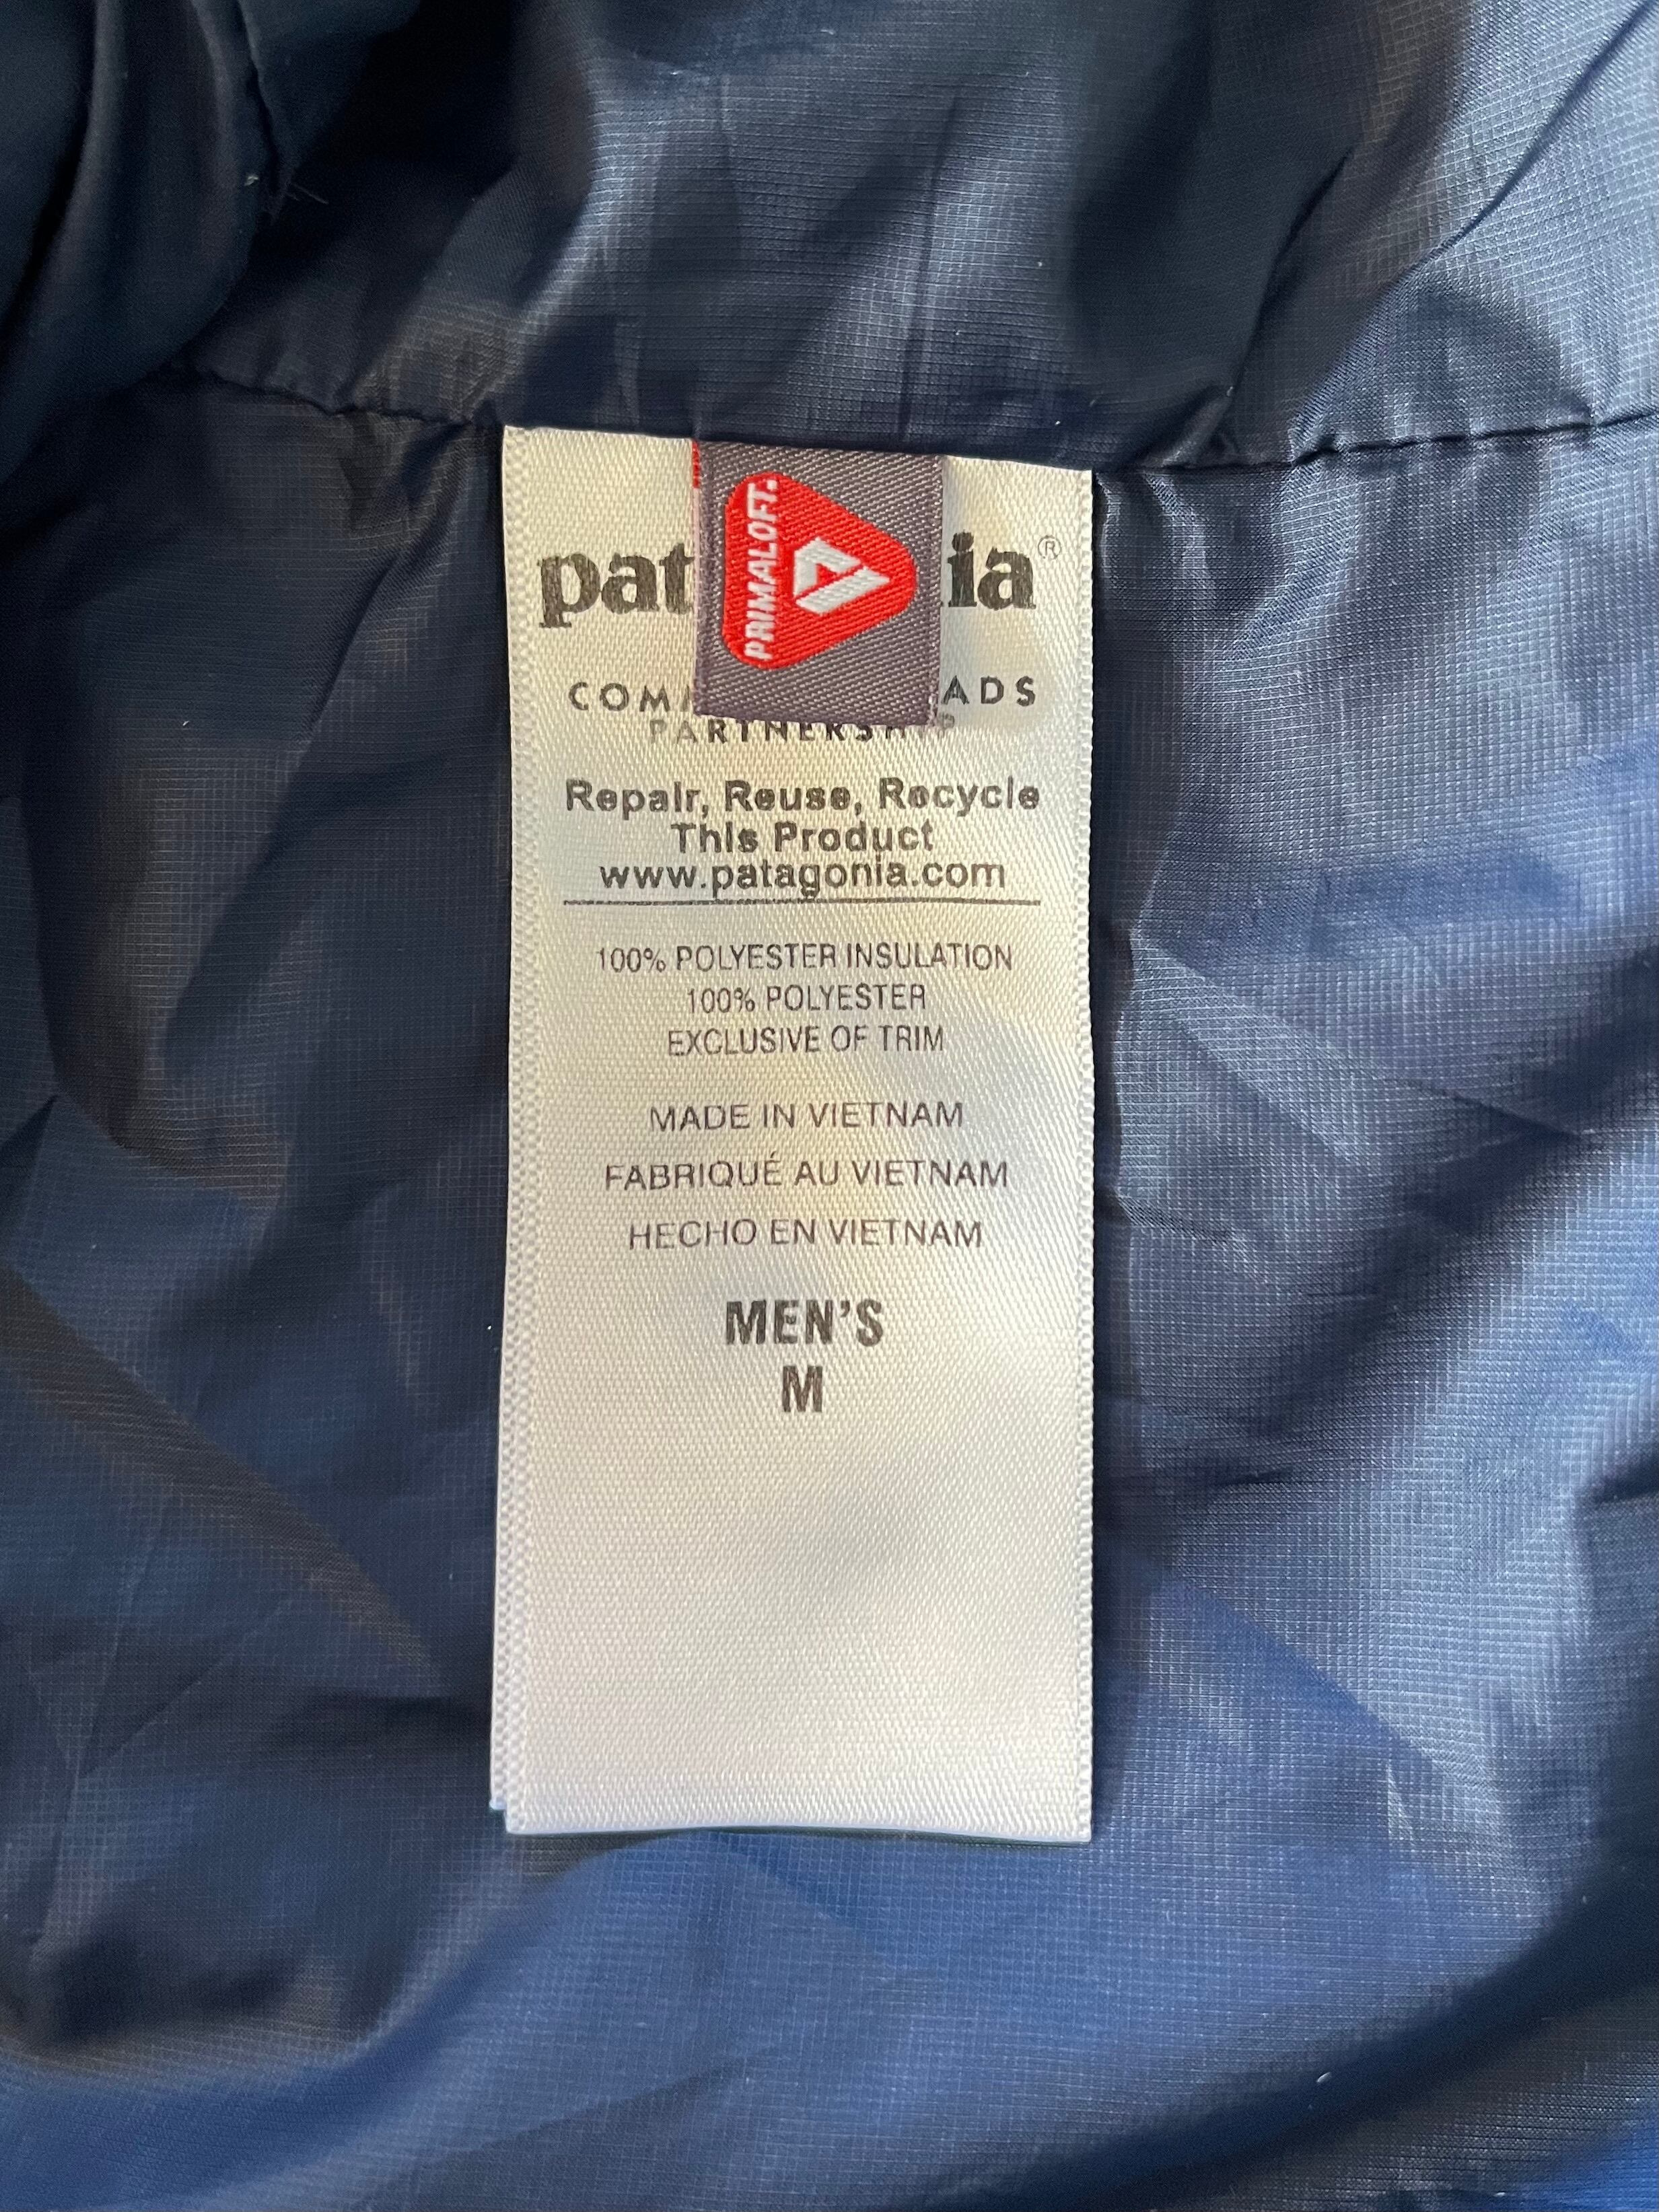 pat ia®
PRIMALOFT.
COM ADS
PARTNERSHIP
Repair, Reuse, Recycle
This Product
www.patagonia.com
100% POLYESTER INSULATION
100% POLYESTER
EXCLUSIVE OF TRIM
MADE IN VIETNAM
FABRIQUÉ AU VIETNAM
HECHO EN VIETNAM
MEN'S
M